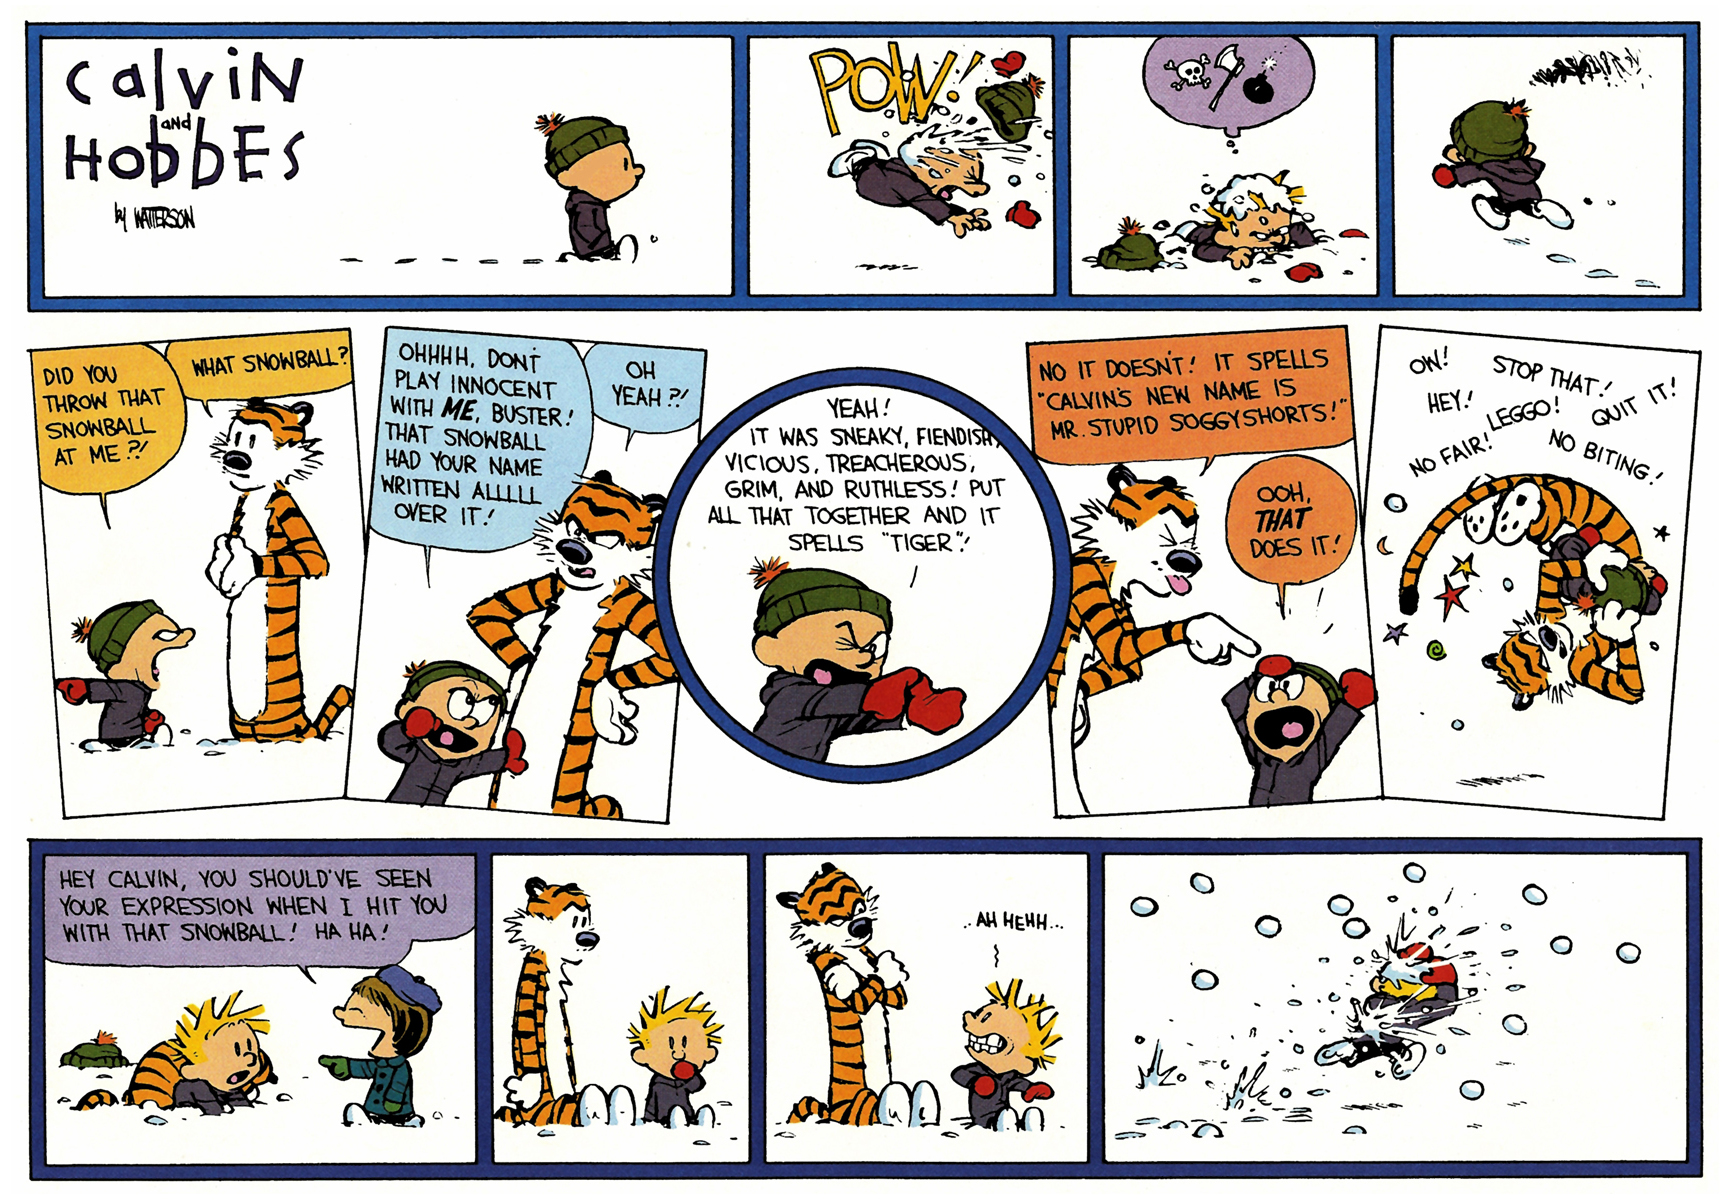 Calvin
and
HobbEs
by WATTERSON
POW!
DID YOU
THROW THAT
SNOWBALL
AT ME?!
WHAT SNOWBALL?
OHHHH, DON'T
PLAY INNOCENT
WITH ME, BUSTER!
THAT SNOWBALL
HAD YOUR NAME
WRITTEN ALLLLL
OVER IT!
OH
YEAH?!
YEAH!
IT WAS SNEAKY, FIENDISH,
VICIOUS, TREACHEROUS,
GRIM, AND RUTHLESS! PUT
ALL THAT TOGETHER AND IT
SPELLS "TIGER"!
NO IT DOESN'T! IT SPELLS
"CALVIN'S NEW NAME IS
MR. STUPID SOGGYSHORTS!"
OOH,
THAT
DOES IT!
OW!
STOP THAT!
HEY!
LEGGO!
QUIT IT!
NO FAIR!
NO BITING!
HEY CALVIN, YOU SHOULD'VE SEEN
YOUR EXPRESSION WHEN I HIT YOU
WITH THAT SNOWBALL! HA HA!
..AH HEHH...